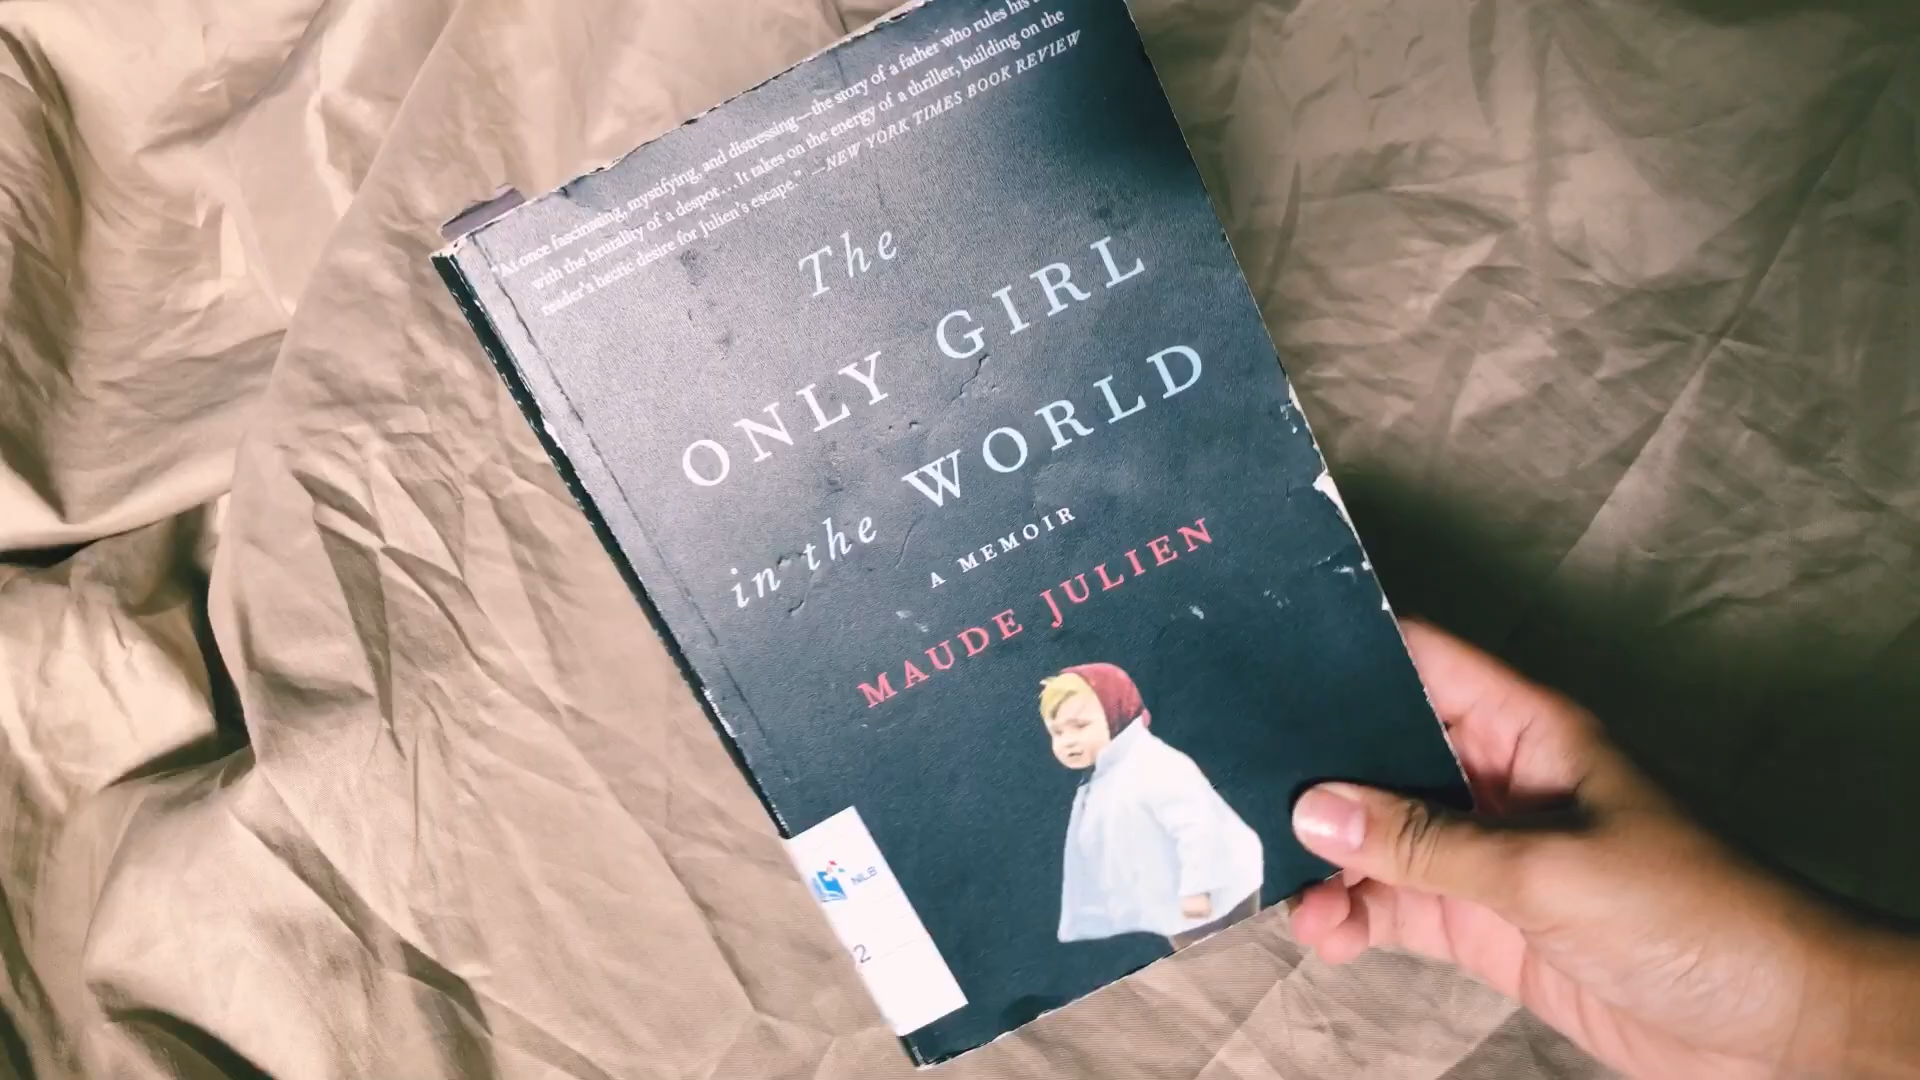 "At once fascinating, mystifying, and distressing—the story of a father who rules his
with the brutality of a despot…It takes on the energy of a thriller, building on the
reader's hectic desire for Julien's escape." —NEW YORK TIMES BOOK REVIEW
The
ONLY GIRL
in the WORLD
A MEMOIR
MAUDE JULIEN
NLB
2